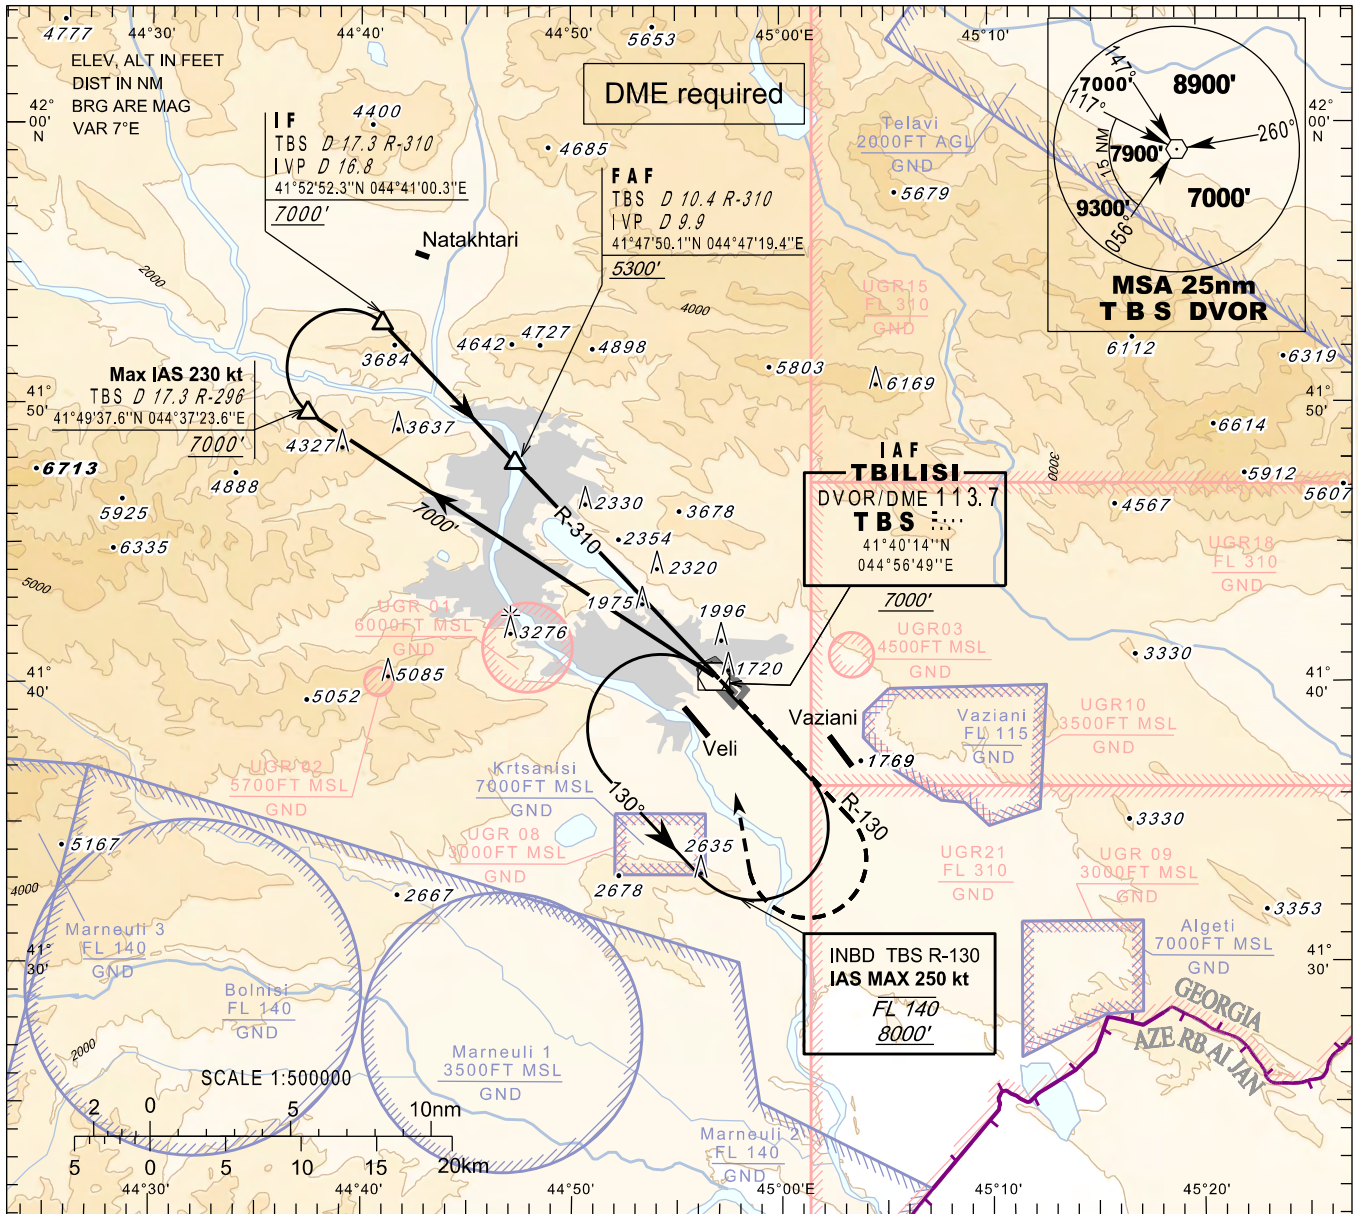 44°30'
44°40'
44°50'
45°00'E
45°10'
4777
5653
ELEV, ALT IN FEET
DIST IN NM
BRG ARE MAG
VAR 7°E
42°
00'
N
DME required
4400
4685
I F
TBS D 17.3 R-310
IVP D 16.8
41°52'52.3"N 044°41'00.3"E
7000'
F A F
TBS D 10.4 R-310
IVP D 9.9
41°47'50.1"N 044°47'19.4"E
5300'
Natakhtari
Telavi
2000FT AGL
GND
5679
147°
7000'
117°
8900'
260°
15 NM
7900'
9300'
7000'
056°
MSA 25nm
T B S DVOR
42°
00'
N
2000
4000
UGR15
FL 310
GND
6112
6319
3684
4642
4727
4898
5803
6169
Max IAS 230 kt
TBS D 17.3 R-296
41°49'37.6"N 044°37'23.6"E
7000'
41°
50'
4327
3637
6614
6713
4888
5925
6335
I A F
TBILISI
DVOR/DME 113.7
TBS
41°40'14"N
044°56'49"E
7000'
3000
5912
5607
4567
7000'
R-310
2330
3678
2354
2320
1975
1996
1720
UGR18
FL 310
GND
5000
UGR 01
6000FT MSL
GND
3276
UGR03
4500FT MSL
GND
3330
41°
40'
5085
5052
Veli
Vaziani
1769
Vaziani
FL 115
GND
UGR10
3500FT MSL
GND
UGR 02
5700FT MSL
GND
Krtsanisi
7000FT MSL
GND
130°
R-130
UGR 08
3000FT MSL
GND
2635
2678
3330
5167
2667
4000
UGR21
FL 310
GND
UGR 09
3000FT MSL
GND
3353
Marneuli 3
FL 140
GND
41°
30'
Bolnisi
FL 140
GND
INBD TBS R-130
IAS MAX 250 kt
FL 140
8000'
Algeti
7000FT MSL
GND
GEORGIA
AZERBAIJAN
2000
Marneuli 1
3500FT MSL
GND
SCALE 1:500000
2 0 5 10nm
5 0 5 10 15 20km
Marneuli 2
FL 140
GND
44°30'
44°40'
44°50'
45°00'E
45°10'
45°20'
41°
50'
41°
40'
41°
30'